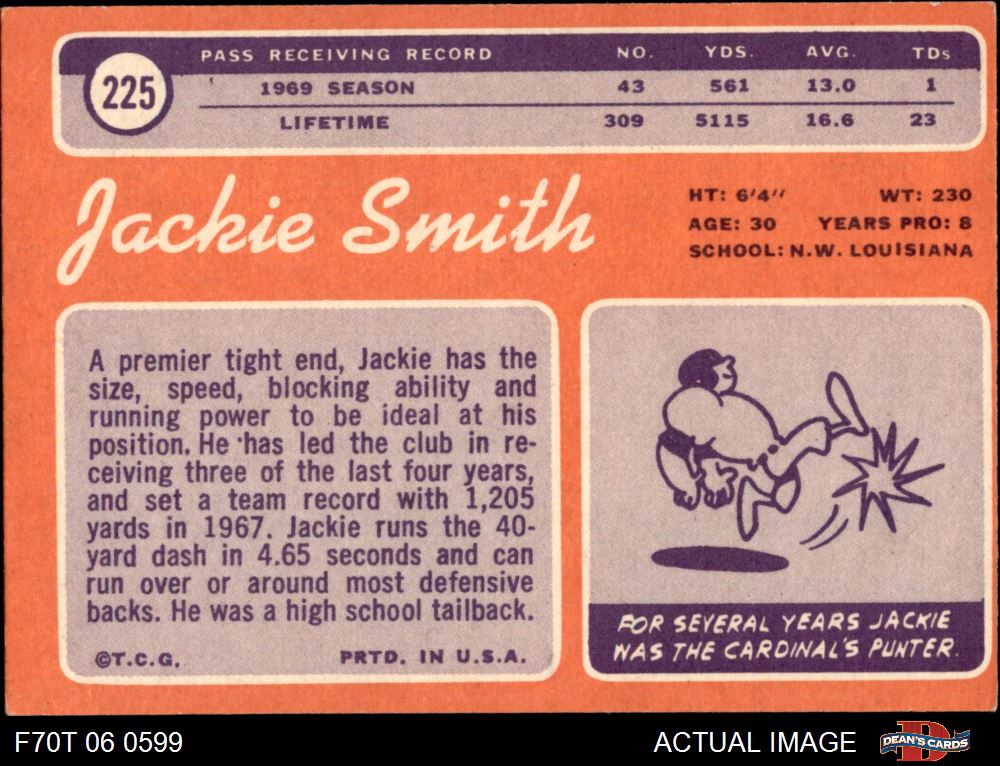 225
PASS RECEIVING RECORD NO. YDS. AVG. TDs
1969 SEASON 43 561 13.0 1
LIFETIME 309 5115 16.6 23
Jackie Smith
HT: 6'4" WT: 230
AGE: 30 YEARS PRO: 8
SCHOOL: N.W. LOUISIANA
A premier tight end, Jackie has the
size, speed, blocking ability and
running power to be ideal at his
position. He has led the club in re-
ceiving three of the last four years,
and set a team record with 1,205
yards in 1967. Jackie runs the 40-
yard dash in 4.65 seconds and can
run over or around most defensive
backs. He was a high school tailback.
©T.C.G. PRTD. IN U.S.A.
FOR SEVERAL YEARS JACKIE
WAS THE CARDINAL'S PUNTER.
F70T 06 0599 ACTUAL IMAGE D DEAN'S CARDS